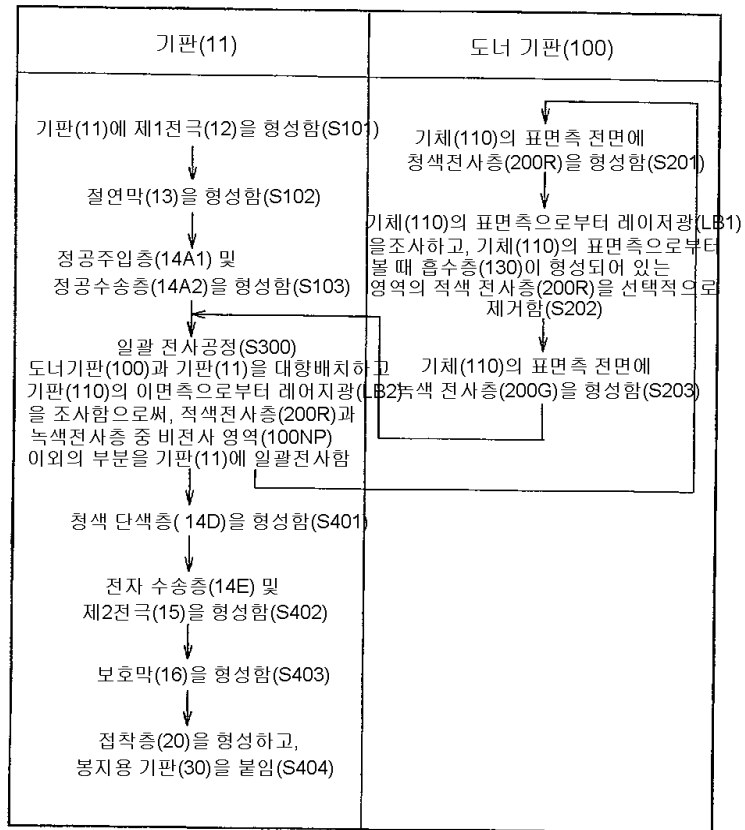 기판(11)
도너 기판(100)
기판(11)에 제1전극(12)을 형성함(S101)
절연막(13)을 형성함(S102)
정공주입층(14A1) 및
정공수송층(14A2)을 형성함(S103)
일괄 전사공정(S300)
도너기판(100)과 기판(11)을 대향배치하고
기판(110)의 이면측으로부터 레어지광(LB2)
을 조사함으로써, 적색전사층(200R)과
녹색전사층 중 비전사 영역(100NP)
이외의 부분을 기판(11)에 일괄전사함
청색 단색층( 14D)을 형성함(S401)
전자 수송층(14E) 및
제2전극(15)을 형성함(S402)
보호막(16)을 형성함(S403)
접착층(20)을 형성하고,
봉지용 기판(30)을 붙임(S404)
기체(110)의 표면측 전면에
청색전사층(200R)을 형성함(S201)
기체(110)의 표면측으로부터 레이저광(LB1)
을조사하고, 기체(110)의 표면측으로부터
볼 때 흡수층(130)이 형성되어 있는
영역의 적색 전사층(200R)을 선택적으로
제거함(S202)
기체(110)의 표면측 전면에
녹색 전사층(200G)을 형성함(S203)